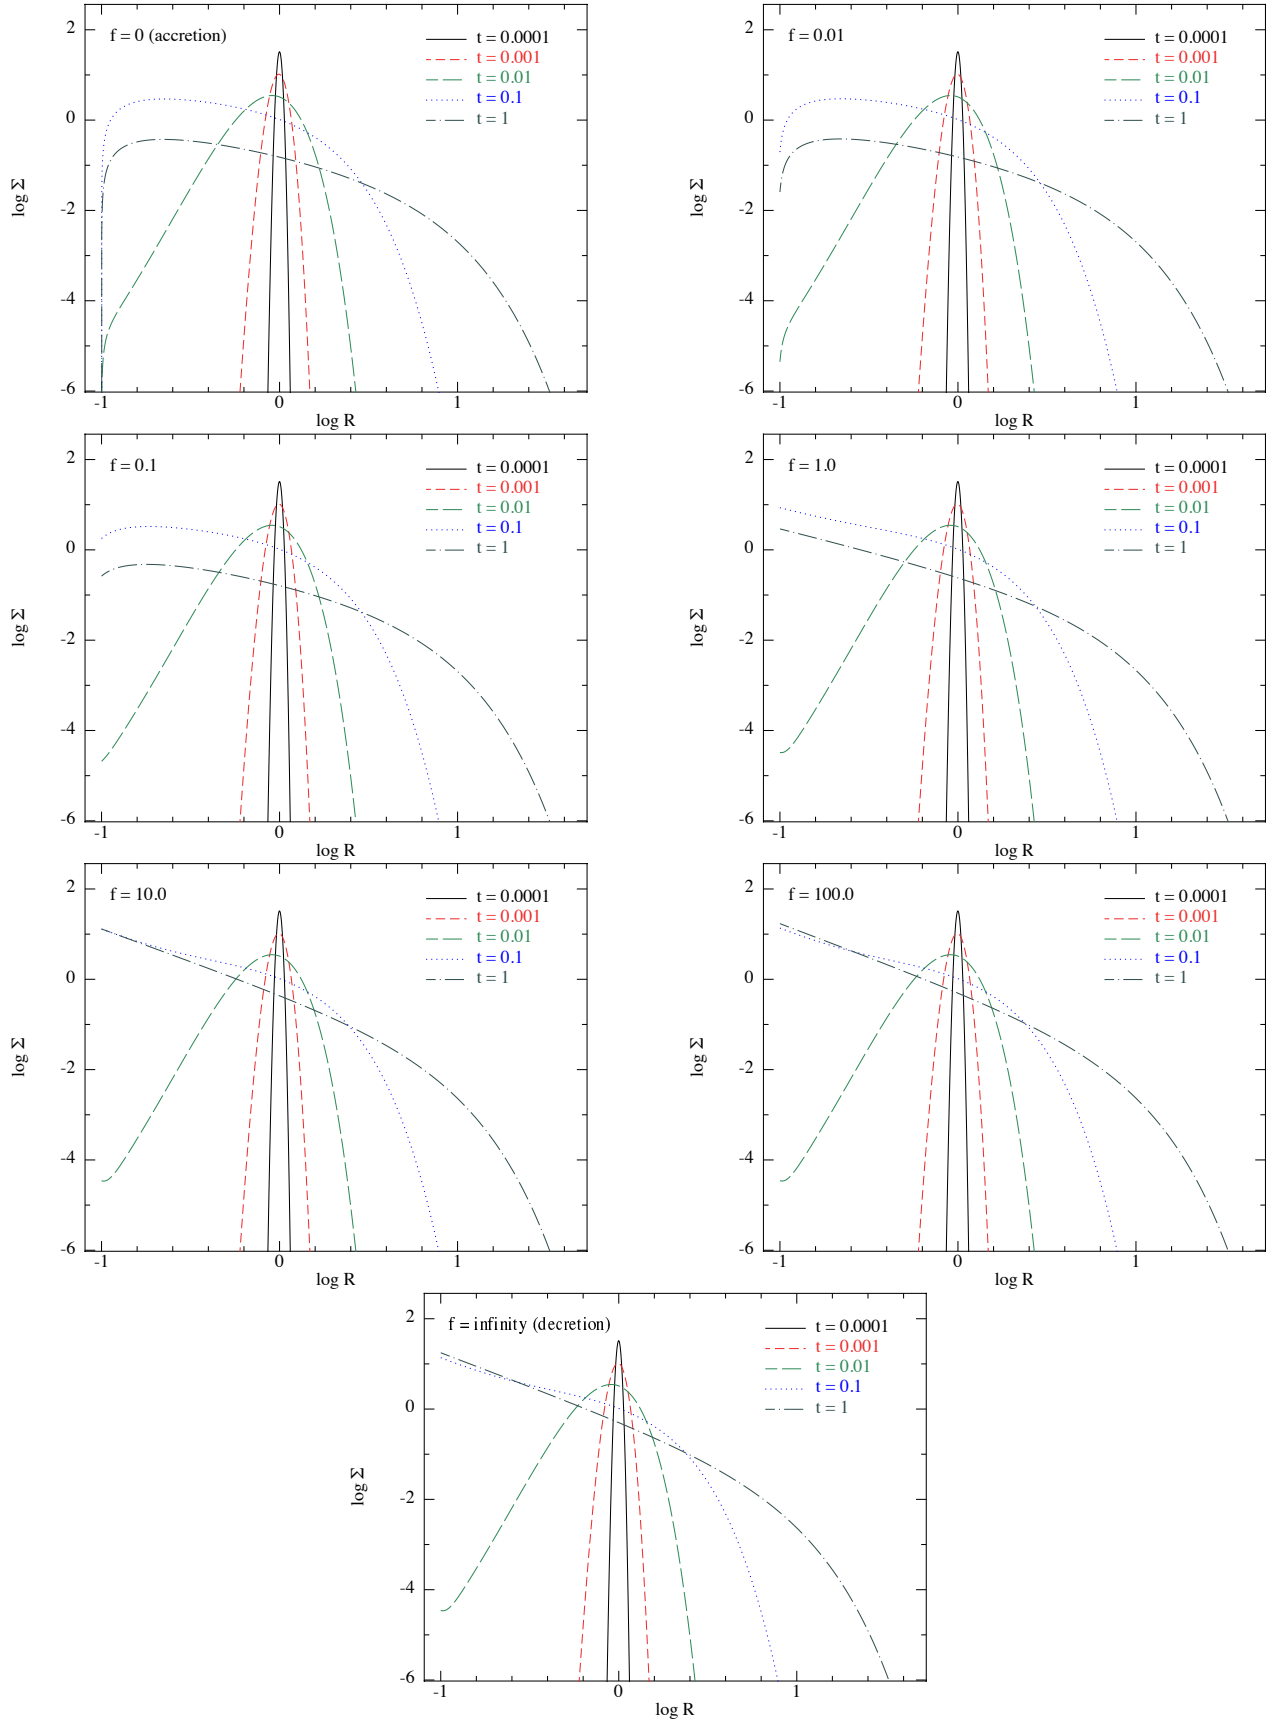 f = 0 (accretion)
t = 0.0001
t = 0.001
t = 0.01
t = 0.1
t = 1
2
0
-2
-4
-6
log Σ
-1
0
1
log R
f = 0.01
t = 0.0001
t = 0.001
t = 0.01
t = 0.1
t = 1
2
0
-2
-4
-6
log Σ
-1
0
1
log R
f = 0.1
t = 0.0001
t = 0.001
t = 0.01
t = 0.1
t = 1
2
0
-2
-4
-6
log Σ
-1
0
1
log R
f = 1.0
t = 0.0001
t = 0.001
t = 0.01
t = 0.1
t = 1
2
0
-2
-4
-6
log Σ
-1
0
1
log R
f = 10.0
t = 0.0001
t = 0.001
t = 0.01
t = 0.1
t = 1
2
0
-2
-4
-6
log Σ
-1
0
1
log R
f = 100.0
t = 0.0001
t = 0.001
t = 0.01
t = 0.1
t = 1
2
0
-2
-4
-6
log Σ
-1
0
1
log R
f = infinity (decretion)
t = 0.0001
t = 0.001
t = 0.01
t = 0.1
t = 1
2
0
-2
-4
-6
log Σ
-1
0
1
log R